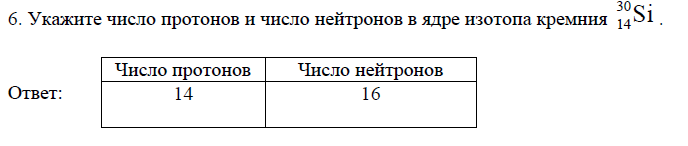 6. Укажите число протонов и число нейтронов в ядре изотопа кремния ³⁰₁₄Si .
Число протонов Число нейтронов
Ответ: 14 16